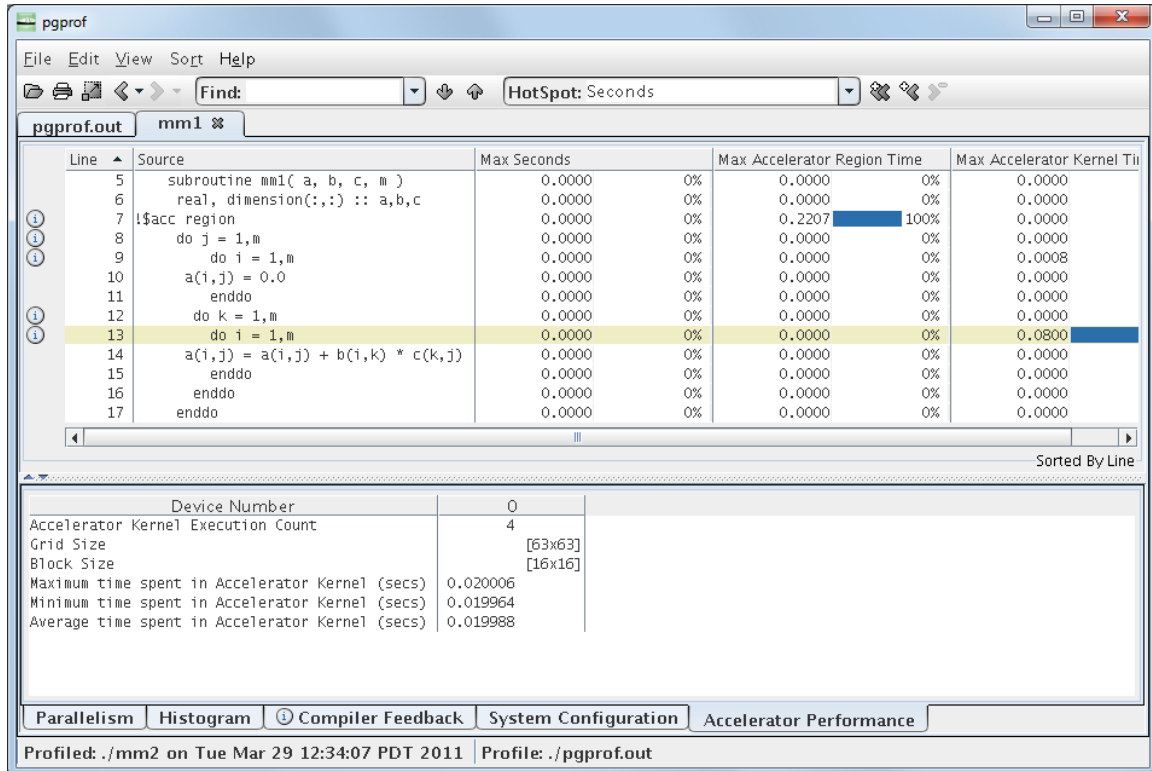 pgprof
File Edit View Sort Help
Find: HotSpot: Seconds
pgprof.out mm1
Line Source Max Seconds Max Accelerator Region Time Max Accelerator Kernel Ti
5 subroutine mm1( a, b, c, m ) 0.0000 0% 0.0000 0% 0.0000
6 real, dimension(:,:) :: a,b,c 0.0000 0% 0.0000 0% 0.0000
7 !$acc region 0.0000 0% 0.2207 100% 0.0000
8 do j = 1,m 0.0000 0% 0.0000 0% 0.0000
9 do i = 1,m 0.0000 0% 0.0000 0% 0.0008
10 a(i,j) = 0.0 0.0000 0% 0.0000 0% 0.0000
11 enddo 0.0000 0% 0.0000 0% 0.0000
12 do k = 1,m 0.0000 0% 0.0000 0% 0.0000
13 do i = 1,m 0.0000 0% 0.0000 0% 0.0800
14 a(i,j) = a(i,j) + b(i,k) * c(k,j) 0.0000 0% 0.0000 0% 0.0000
15 enddo 0.0000 0% 0.0000 0% 0.0000
16 enddo 0.0000 0% 0.0000 0% 0.0000
17 enddo 0.0000 0% 0.0000 0% 0.0000
Sorted By Line
Device Number 0
Accelerator Kernel Execution Count 4
Grid Size [63x63]
Block Size [16x16]
Maximum time spent in Accelerator Kernel (secs) 0.020006
Minimum time spent in Accelerator Kernel (secs) 0.019964
Average time spent in Accelerator Kernel (secs) 0.019988
Parallelism Histogram Compiler Feedback System Configuration Accelerator Performance
Profiled: ./mm2 on Tue Mar 29 12:34:07 PDT 2011 Profile: ./pgprof.out